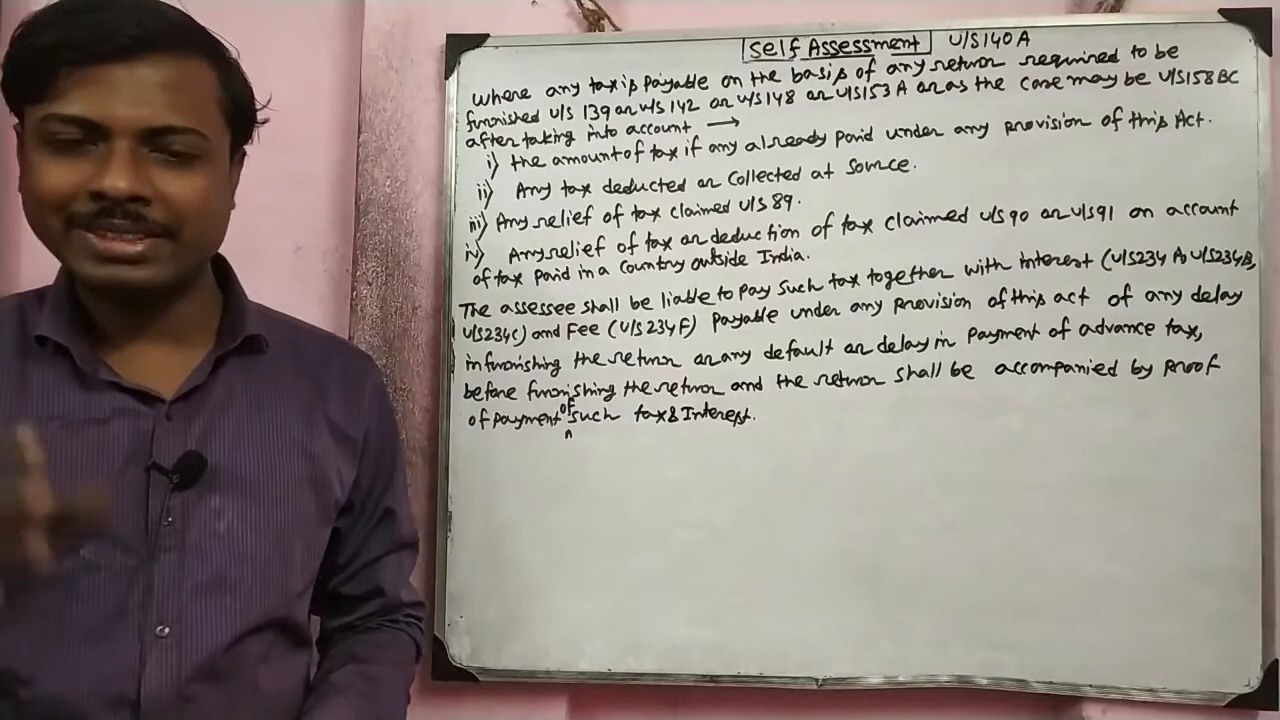 Self Assessment U/S 140A
Where any tax is payable on the basis of any return required to be
furnished U/S 139 or U/S 142 or U/S 148 or U/S 153A or as the case may be U/S 158BC
after taking into account →
i) the amount of tax if any already paid under any provision of this Act.
ii) Any tax deducted or collected at source.
iii) Any relief of tax claimed U/S 89.
iv) Any relief of tax or deduction of tax claimed U/S 90 or U/S 91 on account
of tax paid in a country outside India.
The assessee shall be liable to pay such tax together with interest (U/S 234A, U/S 234B,
U/S 234C) and Fee (U/S 234F) payable under any provision of this act of any delay
in furnishing the return or any default or delay in payment of advance tax,
before furnishing the return and the return shall be accompanied by proof
of payment of such tax & Interest.